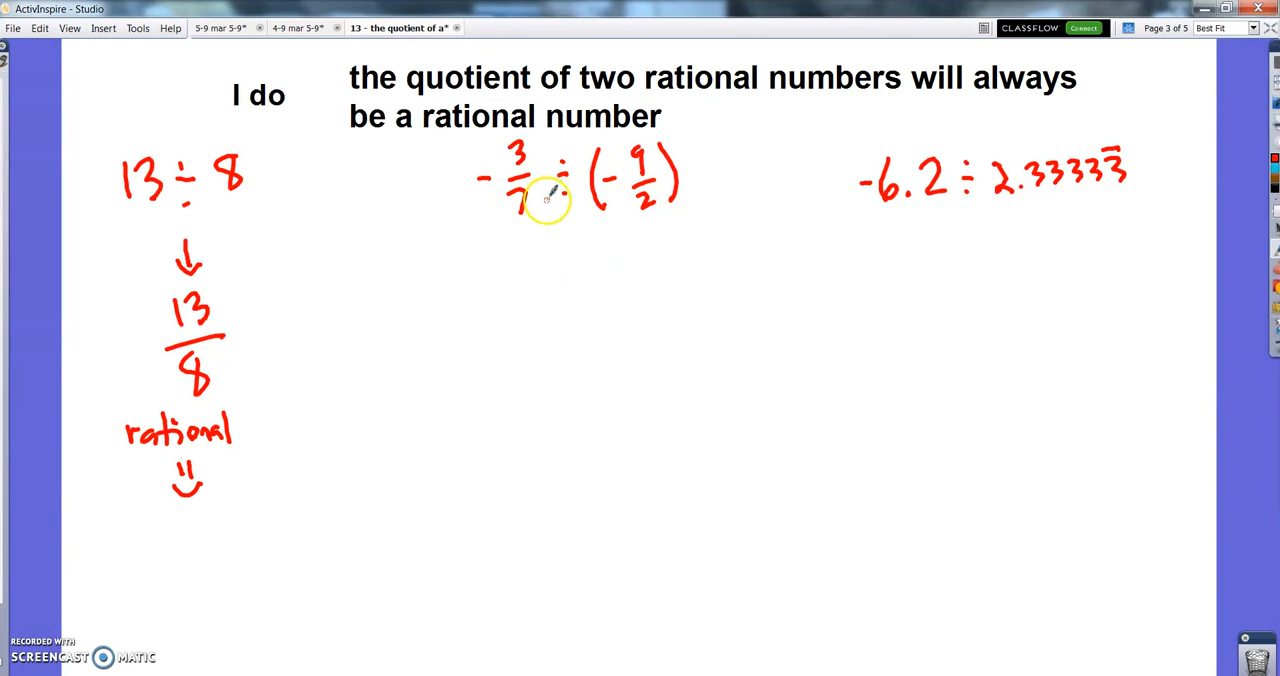 ActivInspire - Studio
File Edit View Insert Tools Help 5-9 mar 5-9* 4-9 mar 5-9* 13 - the quotient of a* CLASSFLOW Connect Page 3 of 5 Best Fit
I do
the quotient of two rational numbers will always
be a rational number
13 ÷ 8
↓
13
8
rational
- 3/7 ÷ (- 9/2)
-6.2 ÷ 2.33333̅
RECORDED WITH
SCREENCAST MATIC